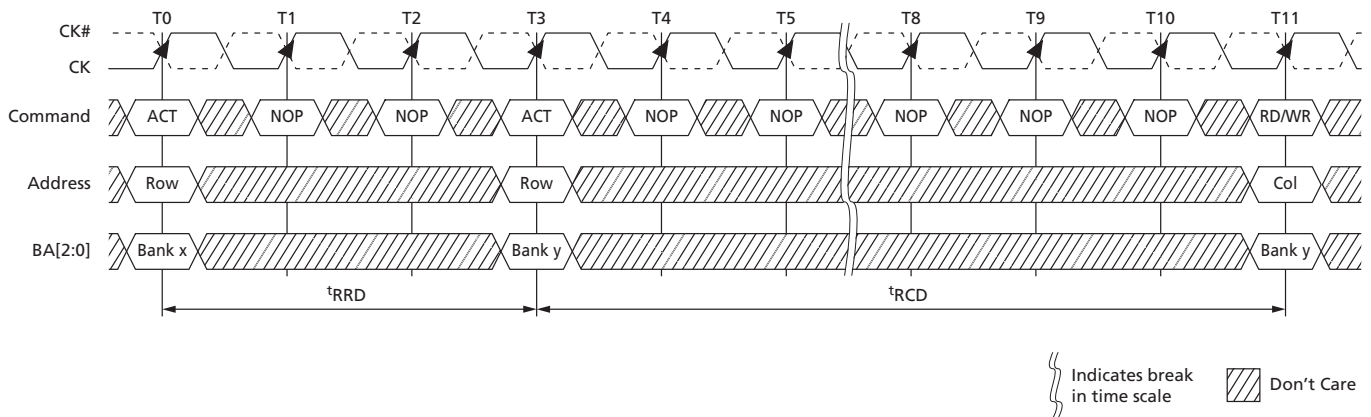 T0 T1 T2 T3 T4 T5 T8 T9 T10 T11
CK#
CK
Command ACT NOP NOP ACT NOP NOP NOP NOP NOP RD/WR
Address Row Row Col
BA[2:0] Bank x Bank y Bank y
tRRD tRCD
Indicates break
in time scale
Don't Care